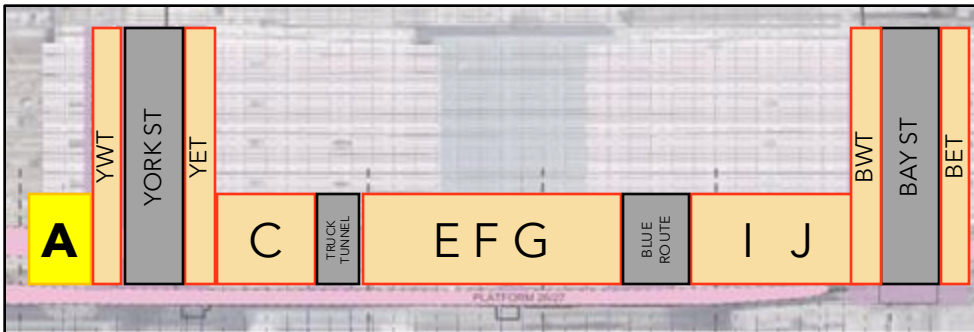 A
YWT
YORK ST
YET
C
TRUCK
TUNNEL
E F G
BLUE
ROUTE
I J
BWT
BAY ST
BET
PLATFORM 26/27